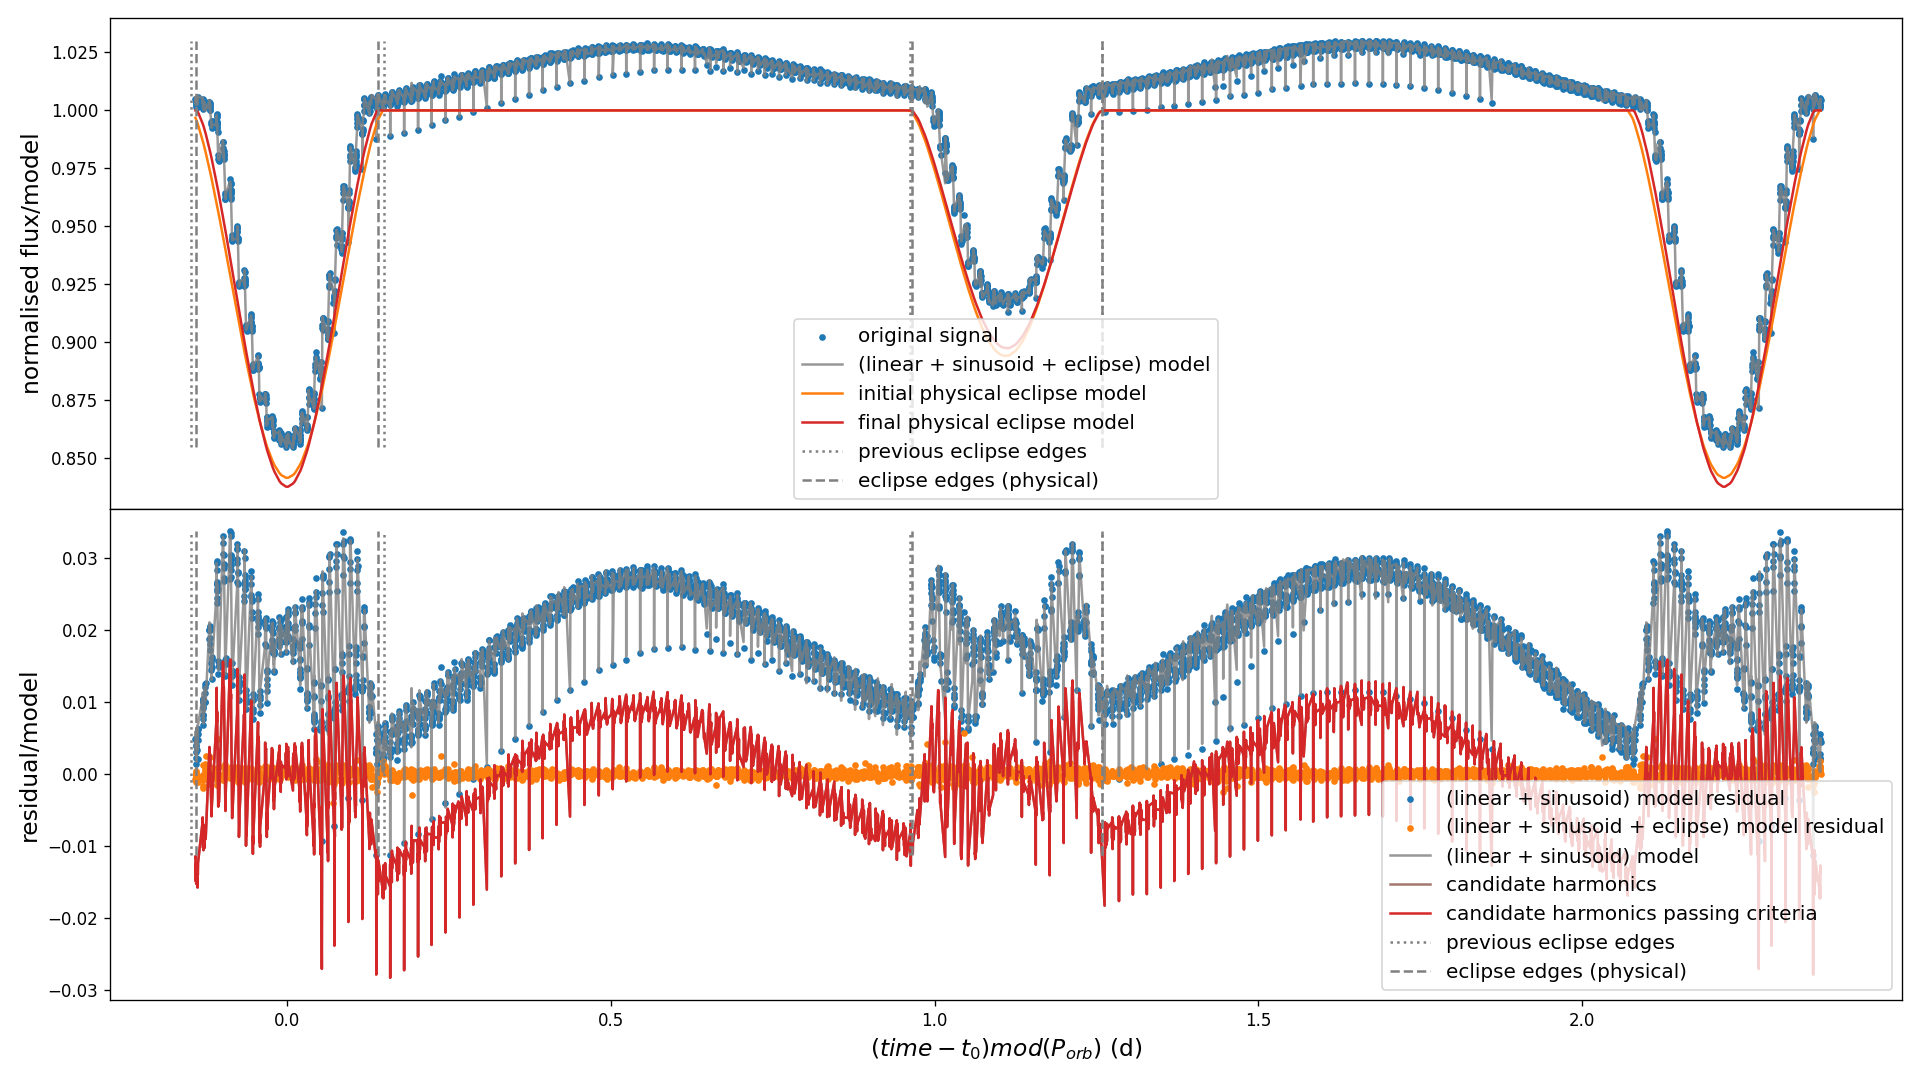 normalised flux/model
1.025
1.000
0.975
0.950
0.925
0.900
0.875
0.850
original signal
(linear + sinusoid + eclipse) model
initial physical eclipse model
final physical eclipse model
previous eclipse edges
eclipse edges (physical)
residual/model
0.03
0.02
0.01
0.00
−0.01
−0.02
−0.03
(linear + sinusoid) model residual
(linear + sinusoid + eclipse) model residual
(linear + sinusoid) model
candidate harmonics
candidate harmonics passing criteria
previous eclipse edges
eclipse edges (physical)
0.0 0.5 1.0 1.5 2.0
(time − t₀)mod(P_orb) (d)